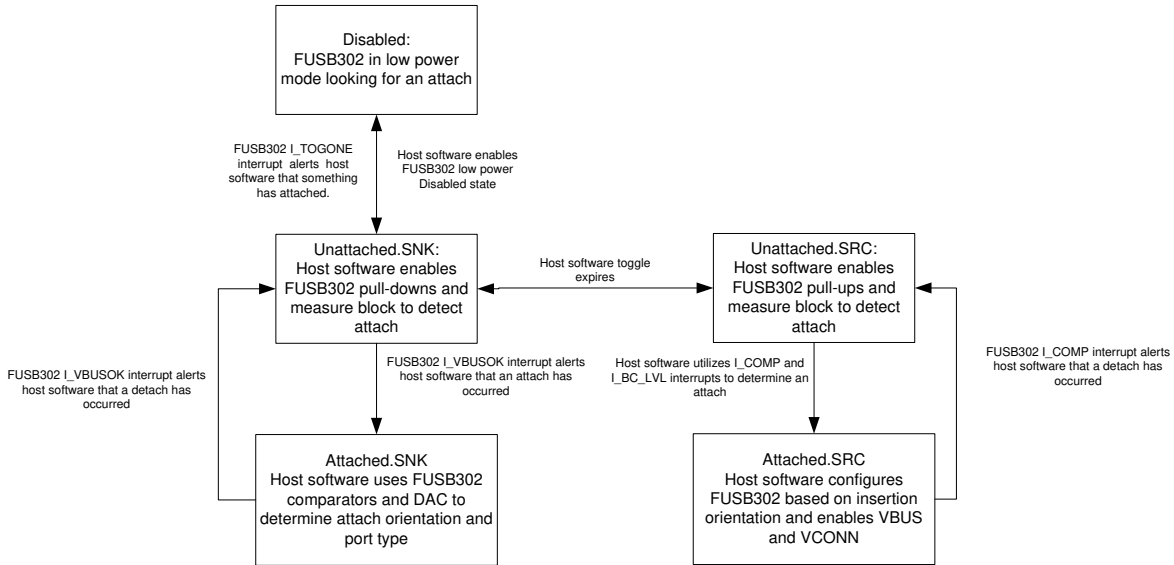 Disabled:
FUSB302 in low power
mode looking for an attach
FUSB302 I_TOGONE
interrupt alerts host
software that something
has attached.
Host software enables
FUSB302 low power
Disabled state
Unattached.SNK:
Host software enables
FUSB302 pull-downs and
measure block to detect
attach
Host software toggle
expires
Unattached.SRC:
Host software enables
FUSB302 pull-ups and
measure block to detect
attach
FUSB302 I_VBUSOK interrupt alerts
host software that a detach has
occurred
FUSB302 I_VBUSOK interrupt alerts
host software that an attach has
occurred
Host software utilizes I_COMP and
I_BC_LVL interrupts to determine an
attach
FUSB302 I_COMP interrupt alerts
host software that a detach has
occurred
Attached.SNK
Host software uses FUSB302
comparators and DAC to
determine attach orientation and
port type
Attached.SRC
Host software configures
FUSB302 based on insertion
orientation and enables VBUS
and VCONN